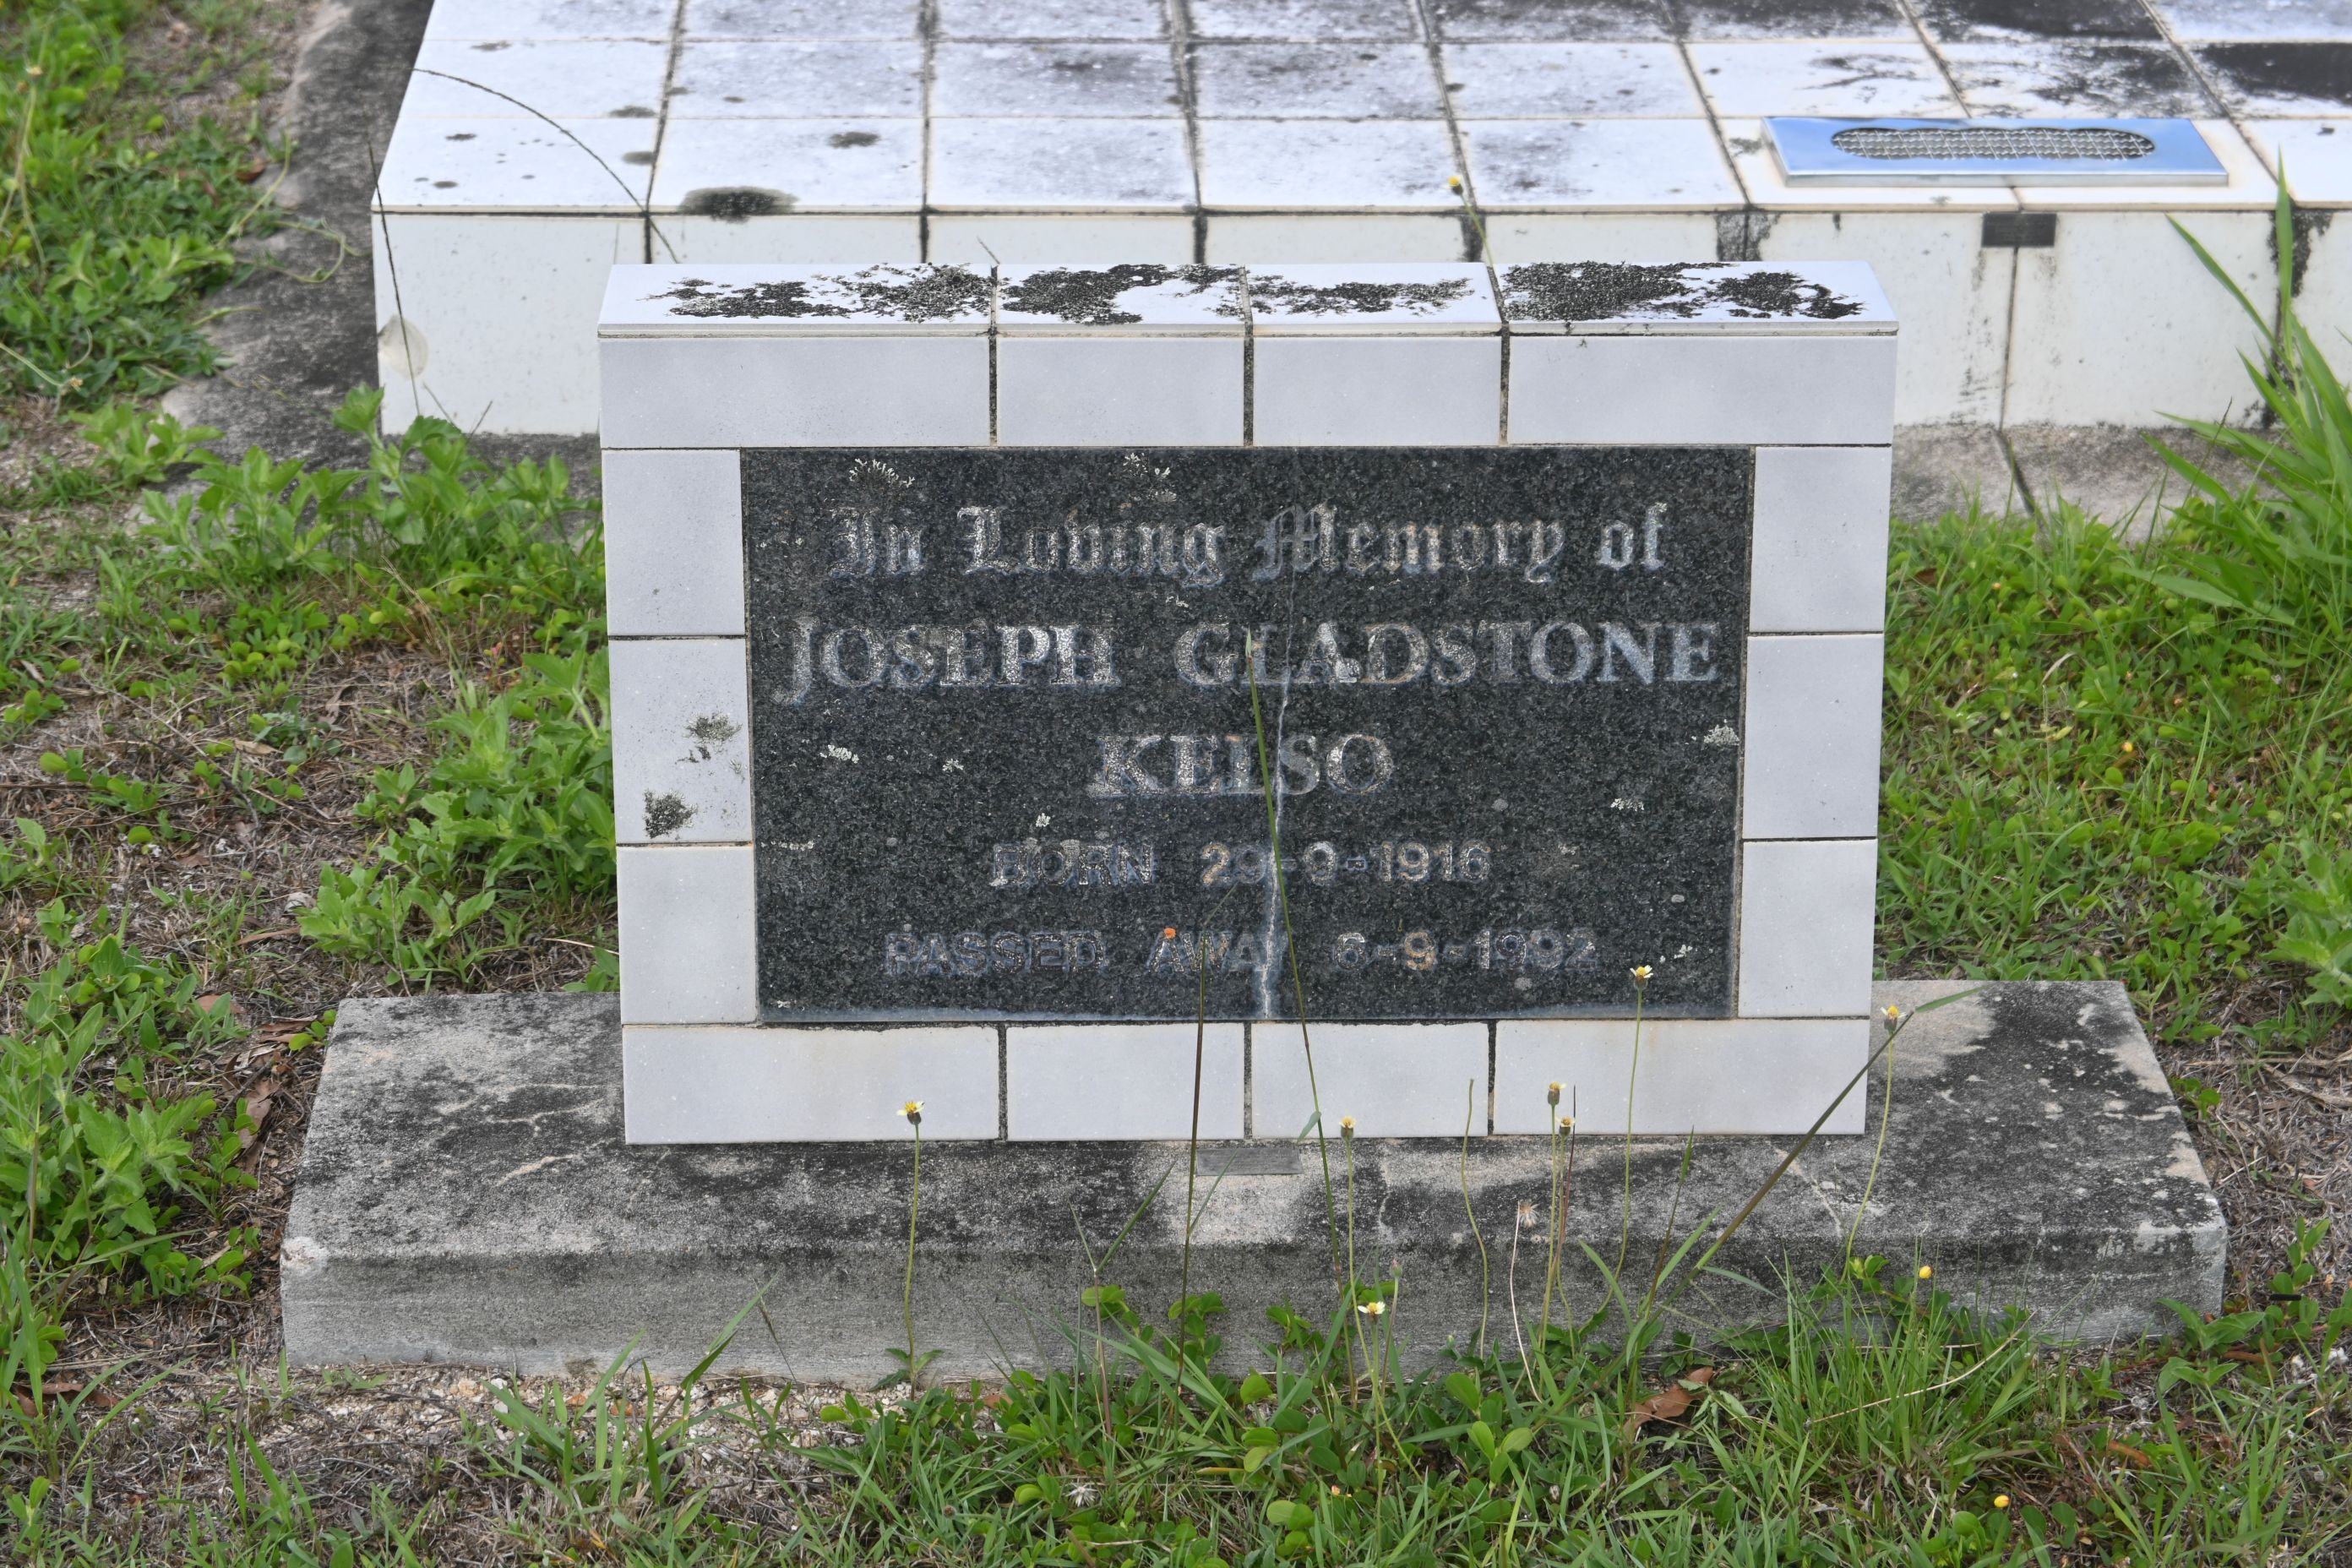 In Loving Memory of
JOSEPH GLADSTONE
KELSO
BORN 29-9-1916
PASSED AWAY 6-9-1992